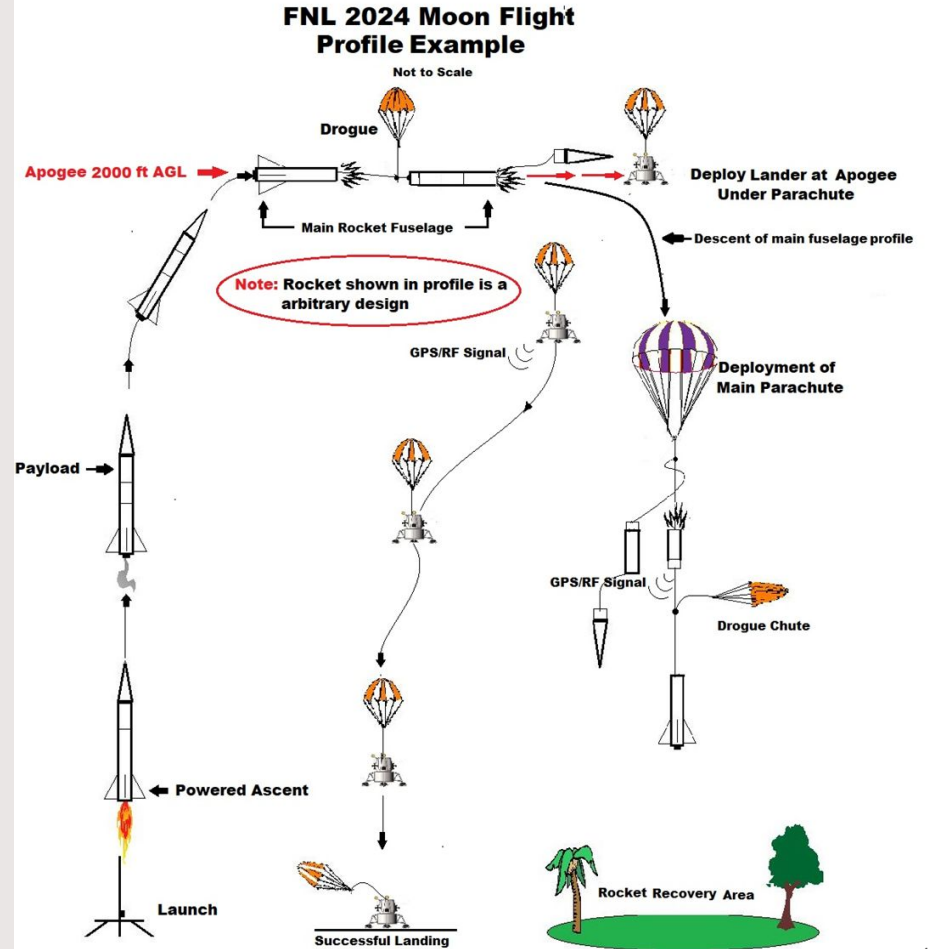 FNL 2024 Moon Flight
Profile Example
Not to Scale
Drogue
Apogee 2000 ft AGL
Deploy Lander at Apogee
Under Parachute
Main Rocket Fuselage
Descent of main fuselage profile
Note: Rocket shown in profile is a
arbitrary design
GPS/RF Signal
Deployment of
Main Parachute
Payload
GPS/RF Signal
Drogue Chute
Powered Ascent
Launch
Rocket Recovery Area
Successful Landing